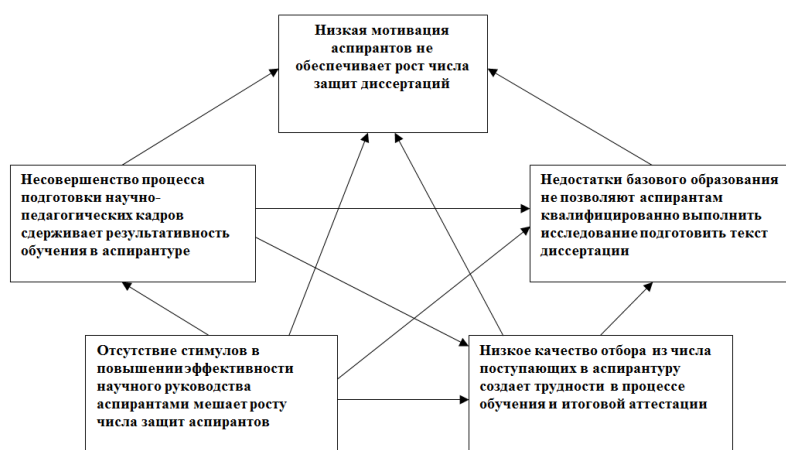 Низкая мотивация
аспирантов не
обеспечивает рост числа
защит диссертаций
Несовершенство процесса
подготовки научно-
педагогических кадров
сдерживает результативность
обучения в аспирантуре
Недостатки базового образования
не позволяют аспирантам
квалифицированно выполнить
исследование подготовить текст
диссертации
Отсутствие стимулов в
повышении эффективности
научного руководства
аспирантами мешает росту
числа защит аспирантов
Низкое качество отбора из числа
поступающих в аспирантуру
создает трудности в процессе
обучения и итоговой аттестации